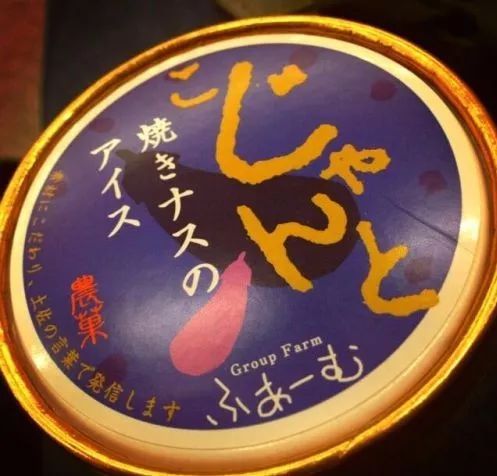 こじゃんと
焼きナスの
アイス
農菓
素材にこだわり、土佐の言葉で発信します
Group Farm
ふぁーむ